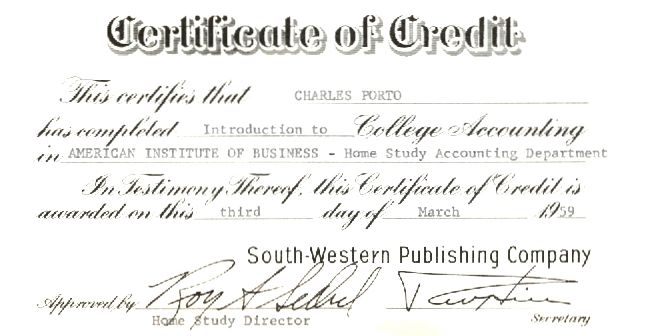 Certificate of Credit
This certifies that CHARLES PORTO
has completed Introduction to College Accounting
in AMERICAN INSTITUTE OF BUSINESS - Home Study Accounting Department
In Testimony Thereof, this Certificate of Credit is
awarded on this third day of March 1959
South-Western Publishing Company
Approved by Roy A
Home Study Director
Secretary